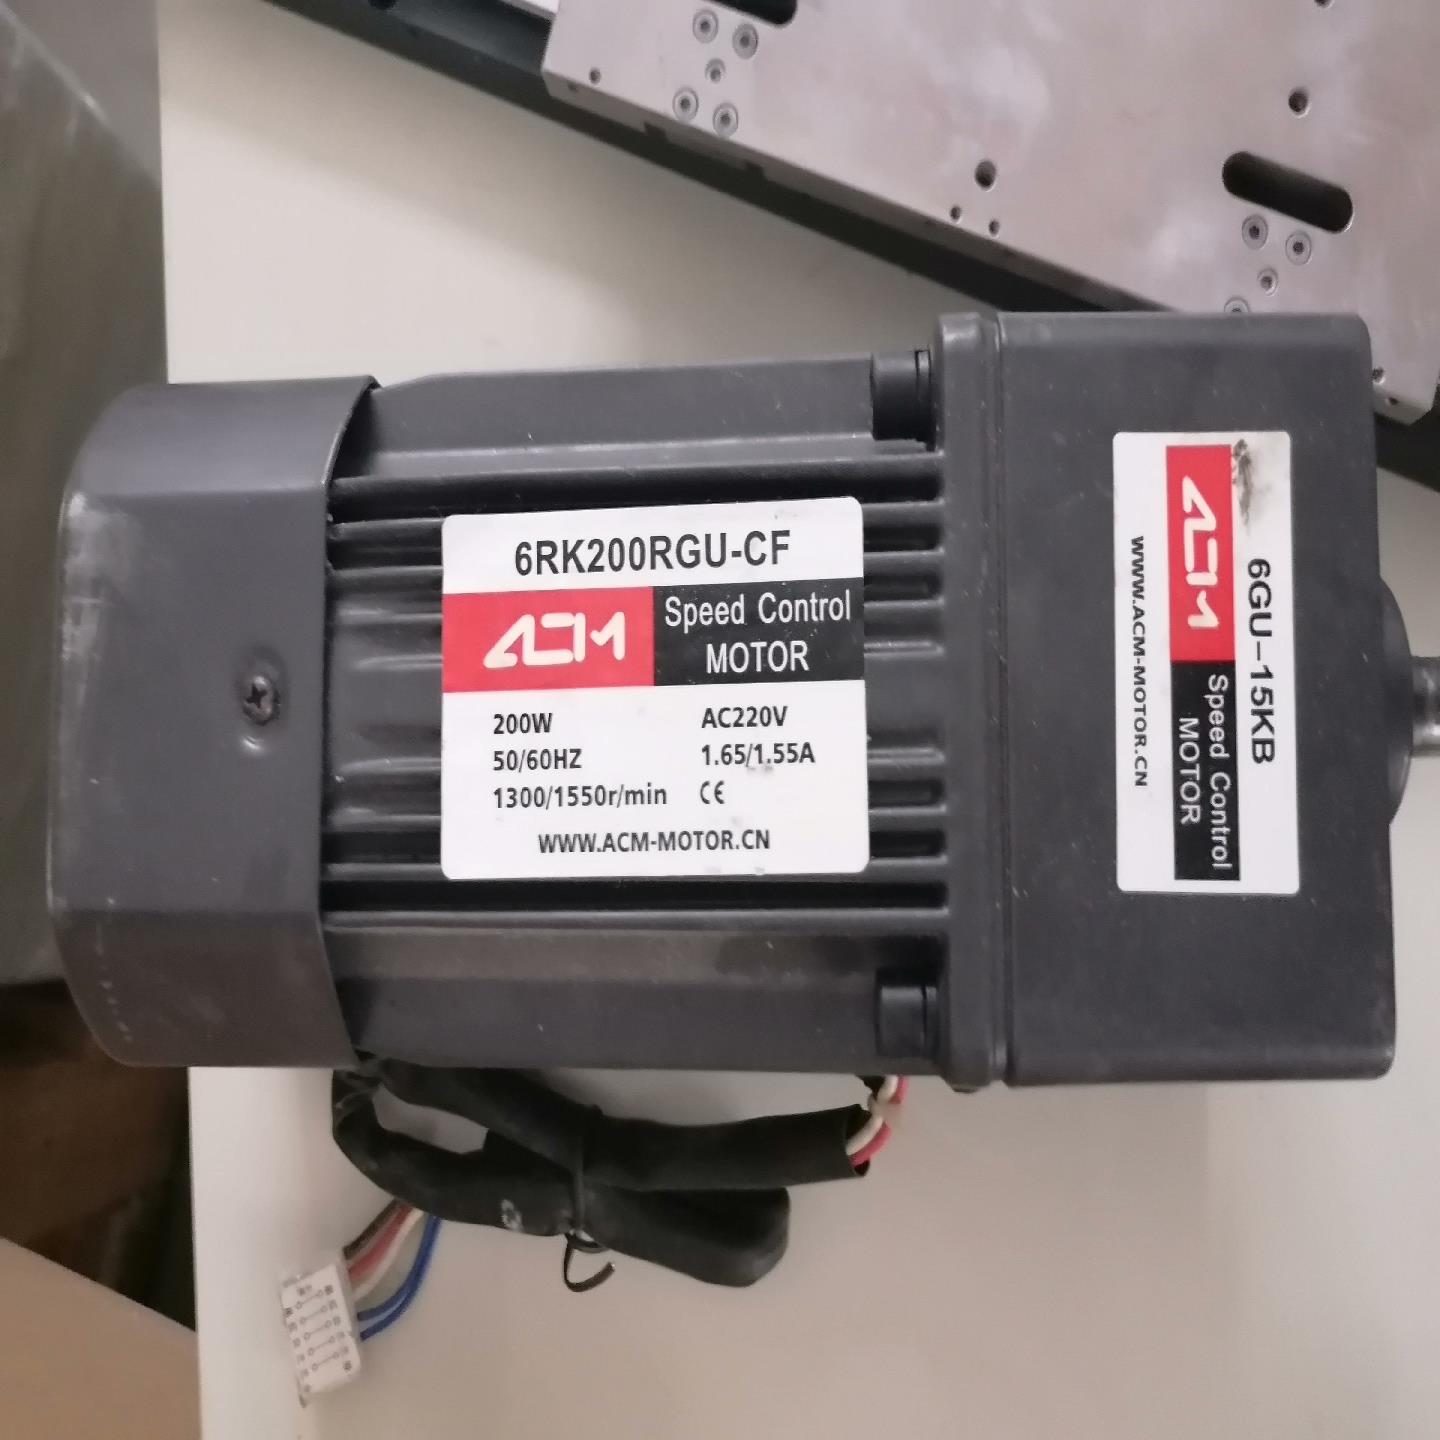 6RK200RGU-CF
ACM
Speed Control
MOTOR
200W AC220V
50/60HZ 1.65/1.55A
1300/1550r/min CE
WWW.ACM-MOTOR.CN
6GU-15KB
ACM
Speed Control
MOTOR
WWW.ACM-MOTOR.CN